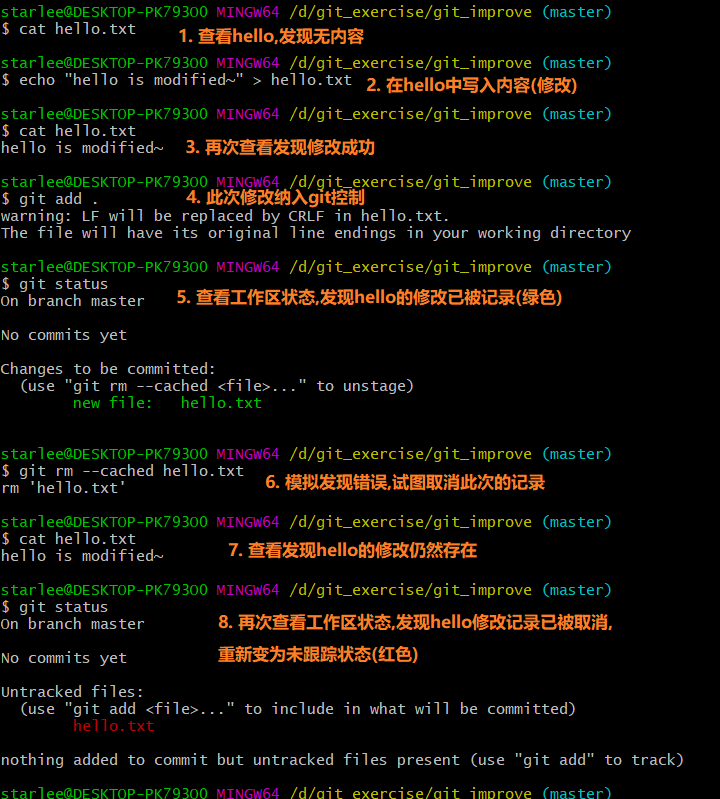 starlee@DESKTOP-PK79300 MINGW64 /d/git_exercise/git_improve (master)
$ cat hello.txt
1. 查看hello,发现无内容
starlee@DESKTOP-PK79300 MINGW64 /d/git_exercise/git_improve (master)
$ echo "hello is modified~" > hello.txt 2. 在hello中写入内容(修改)
starlee@DESKTOP-PK79300 MINGW64 /d/git_exercise/git_improve (master)
$ cat hello.txt
hello is modified~ 3. 再次查看发现修改成功
starlee@DESKTOP-PK79300 MINGW64 /d/git_exercise/git_improve (master)
$ git add . 4. 此次修改纳入git控制
warning: LF will be replaced by CRLF in hello.txt.
The file will have its original line endings in your working directory
starlee@DESKTOP-PK79300 MINGW64 /d/git_exercise/git_improve (master)
$ git status
On branch master 5. 查看工作区状态,发现hello的修改已被记录(绿色)
No commits yet
Changes to be committed:
(use "git rm --cached <file>..." to unstage)
new file: hello.txt
starlee@DESKTOP-PK79300 MINGW64 /d/git_exercise/git_improve (master)
$ git rm --cached hello.txt
rm 'hello.txt' 6. 模拟发现错误,试图取消此次的记录
starlee@DESKTOP-PK79300 MINGW64 /d/git_exercise/git_improve (master)
$ cat hello.txt
hello is modified~ 7. 查看发现hello的修改仍然存在
starlee@DESKTOP-PK79300 MINGW64 /d/git_exercise/git_improve (master)
$ git status
On branch master 8. 再次查看工作区状态,发现hello修改记录已被取消,
No commits yet 重新变为未跟踪状态(红色)
Untracked files:
(use "git add <file>..." to include in what will be committed)
hello.txt
nothing added to commit but untracked files present (use "git add" to track)
starlee@DESKTOP-PK79300 MINGW64 /d/git_exercise/git_improve (master)